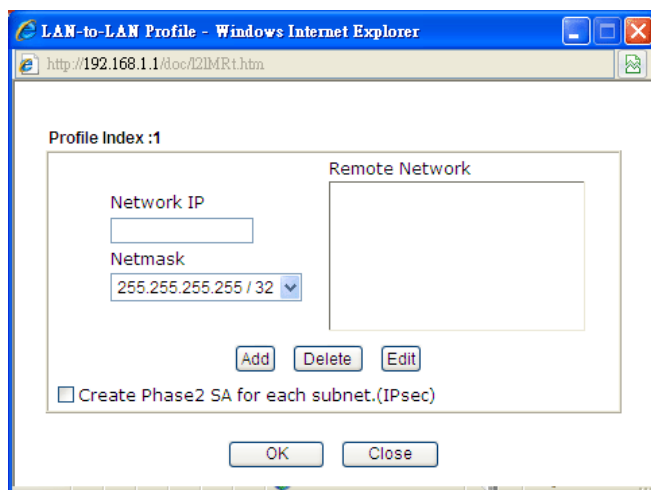 LAN-to-LAN Profile - Windows Internet Explorer
http://192.168.1.1/doc/l2lMRt.htm
Profile Index :1
Remote Network
Network IP
Netmask
255.255.255.255 / 32
Add Delete Edit
Create Phase2 SA for each subnet.(IPsec)
OK Close